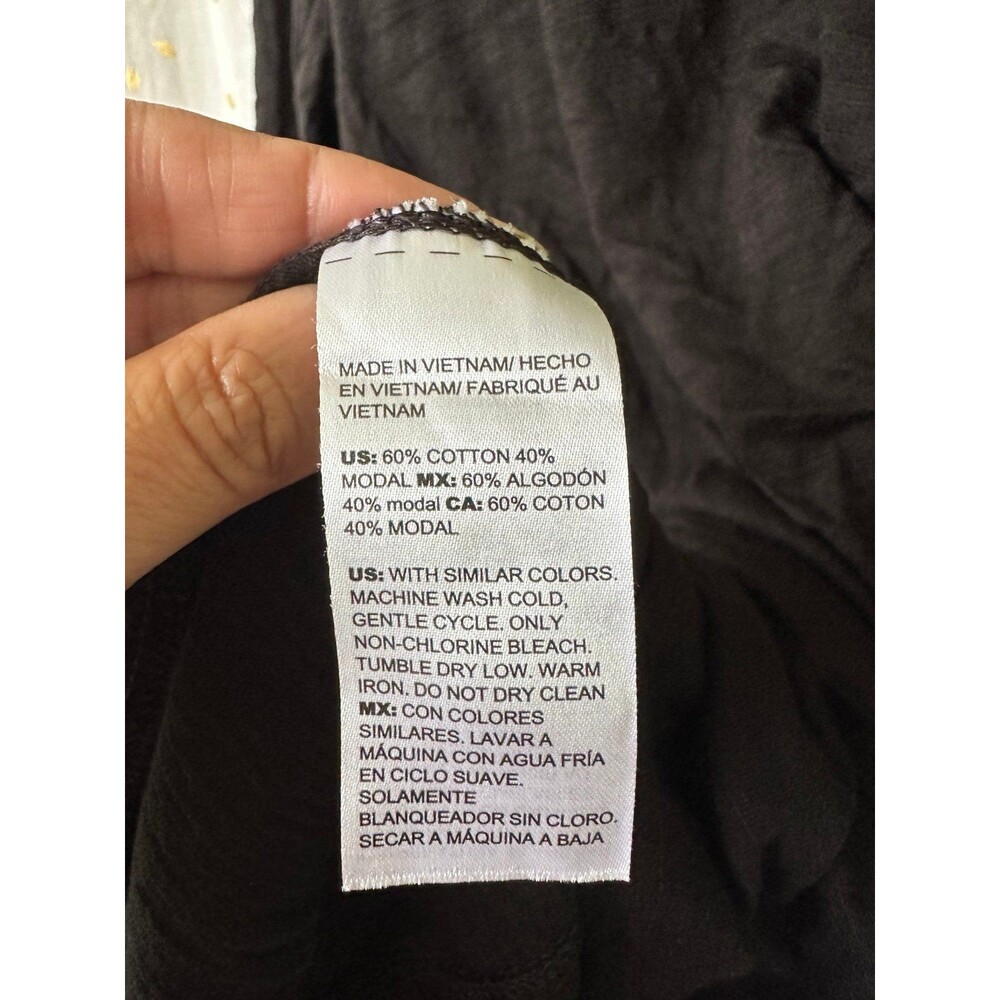 MADE IN VIETNAM/ HECHO
EN VIETNAM/ FABRIQUÉ AU
VIETNAM
US: 60% COTTON 40%
MODAL MX: 60% ALGODÓN
40% modal CA: 60% COTON
40% MODAL
US: WITH SIMILAR COLORS.
MACHINE WASH COLD,
GENTLE CYCLE. ONLY
NON-CHLORINE BLEACH.
TUMBLE DRY LOW. WARM
IRON. DO NOT DRY CLEAN
MX: CON COLORES
SIMILARES. LAVAR A
MÁQUINA CON AGUA FRÍA
EN CICLO SUAVE.
SOLAMENTE
BLANQUEADOR SIN CLORO.
SECAR A MÁQUINA A BAJA